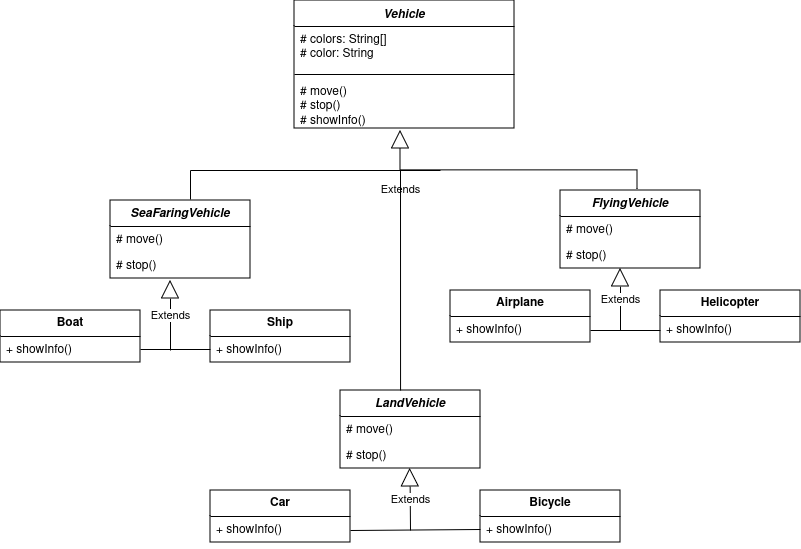 Vehicle
# colors: String[]
# color: String
# move()
# stop()
# showInfo()
Extends
SeaFaringVehicle
# move()
# stop()
FlyingVehicle
# move()
# stop()
Extends
Boat
+ showInfo()
Ship
+ showInfo()
Extends
Airplane
+ showInfo()
Helicopter
+ showInfo()
LandVehicle
# move()
# stop()
Extends
Car
+ showInfo()
Bicycle
+ showInfo()